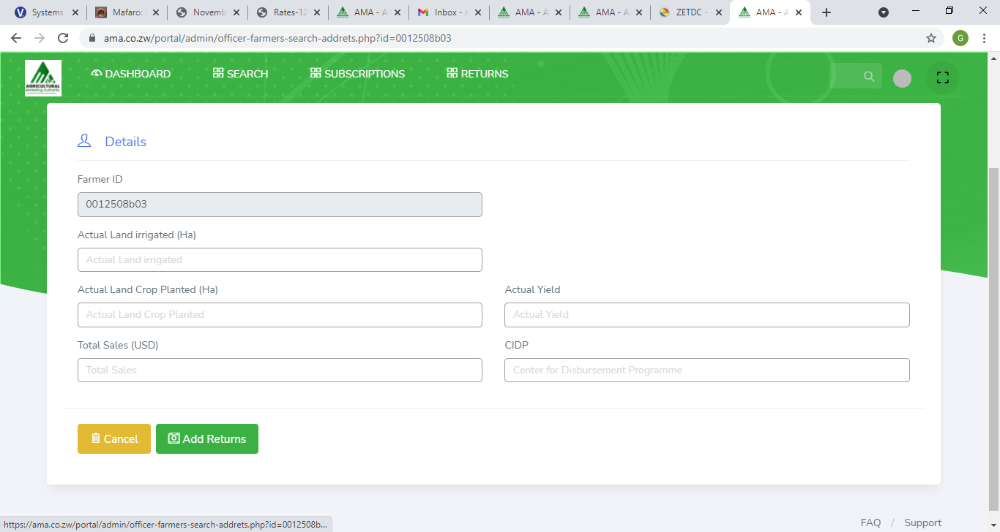 Systems
Mafaro:
Novemb
Rates-12
AMA - A
Inbox - r
AMA - A
AMA - A
ZETDC -
AMA - A
ama.co.zw/portal/admin/officer-farmers-search-addrets.php?id=0012508b03
G
AGRICULTURAL
Marketing Authority
DASHBOARD
SEARCH
SUBSCRIPTIONS
RETURNS
Details
Farmer ID
0012508b03
Actual Land irrigated (Ha)
Actual Land irrigated
Actual Land Crop Planted (Ha)
Actual Yield
Actual Land Crop Planted
Actual Yield
Total Sales (USD)
CIDP
Total Sales
Center for Disbursement Programme
Cancel
Add Returns
FAQ / Support
https://ama.co.zw/portal/admin/officer-farmers-search-addrets.php?id=0012508b...